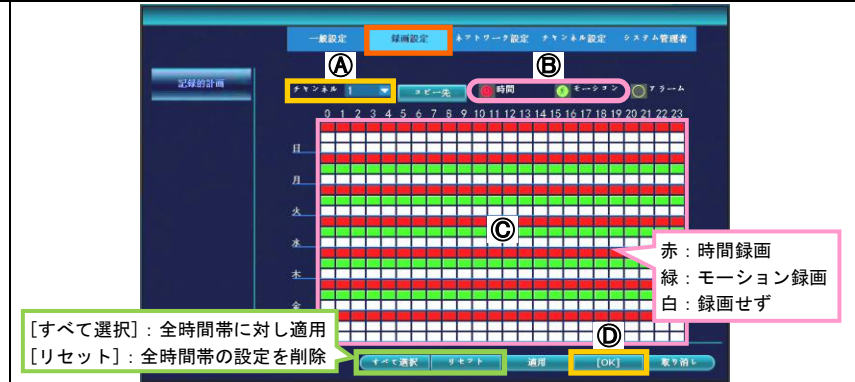 一般設定 録画設定 ネットワーク設定 チャンネル設定 システム管理者
Ⓐ Ⓑ
記録的計画
チャンネル 1 コピー先 時間 モーション アラーム
0 1 2 3 4 5 6 7 8 9 10 11 12 13 14 15 16 17 18 19 20 21 22 23
日
月
火
Ⓒ
水
赤：時間録画
緑：モーション録画
白：録画せず
木
金
[すべて選択]：全時間帯に対し適用
[リセット]：全時間帯の設定を削除
Ⓓ
すべて選択 リセット 適用 [OK] 取り消し